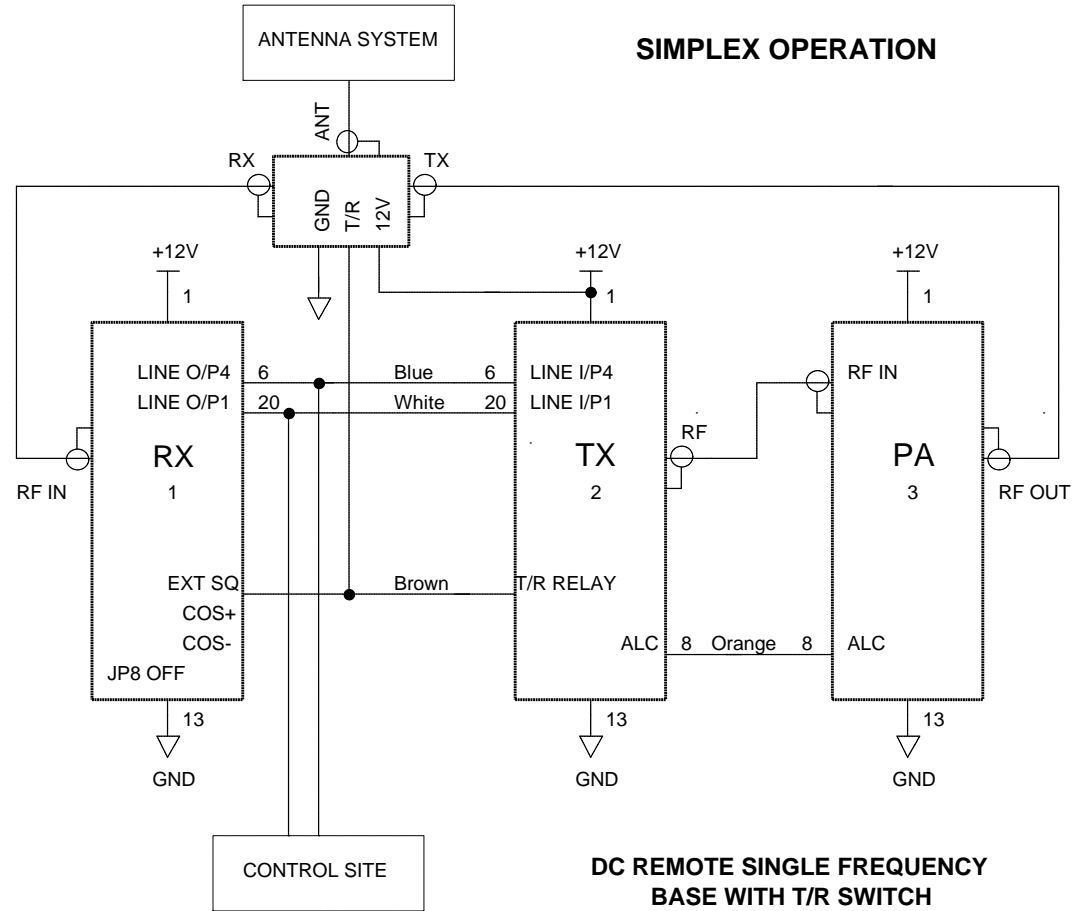 ANTENNA SYSTEM
SIMPLEX OPERATION
ANT
RX
TX
GND
T/R
12V
+12V
+12V
+12V
1
1
1
LINE O/P4
6
Blue
6
LINE I/P4
RF IN
LINE O/P1
20
White
20
LINE I/P1
RF
RX
TX
PA
RF IN
1
2
3
RF OUT
EXT SQ
Brown
T/R RELAY
COS+
COS-
ALC
8
Orange
8
ALC
JP8 OFF
13
13
13
GND
GND
GND
CONTROL SITE
DC REMOTE SINGLE FREQUENCY
BASE WITH T/R SWITCH